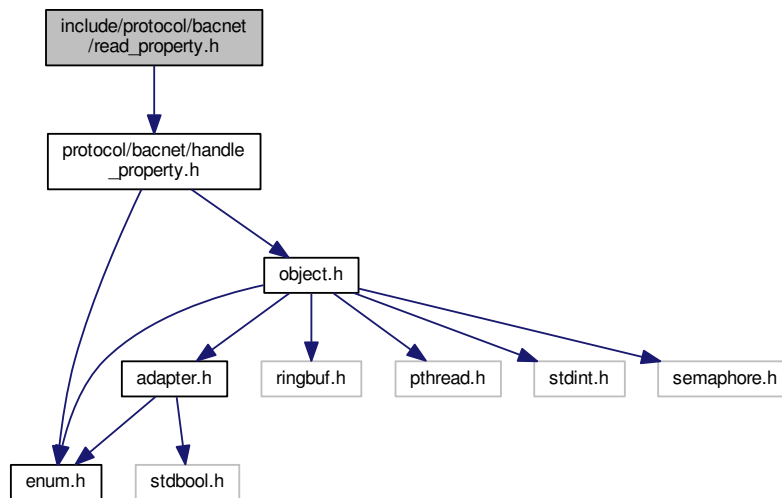 include/protocol/bacnet
/read_property.h
protocol/bacnet/handle
_property.h
object.h
adapter.h
ringbuf.h
pthread.h
stdint.h
semaphore.h
enum.h
stdbool.h